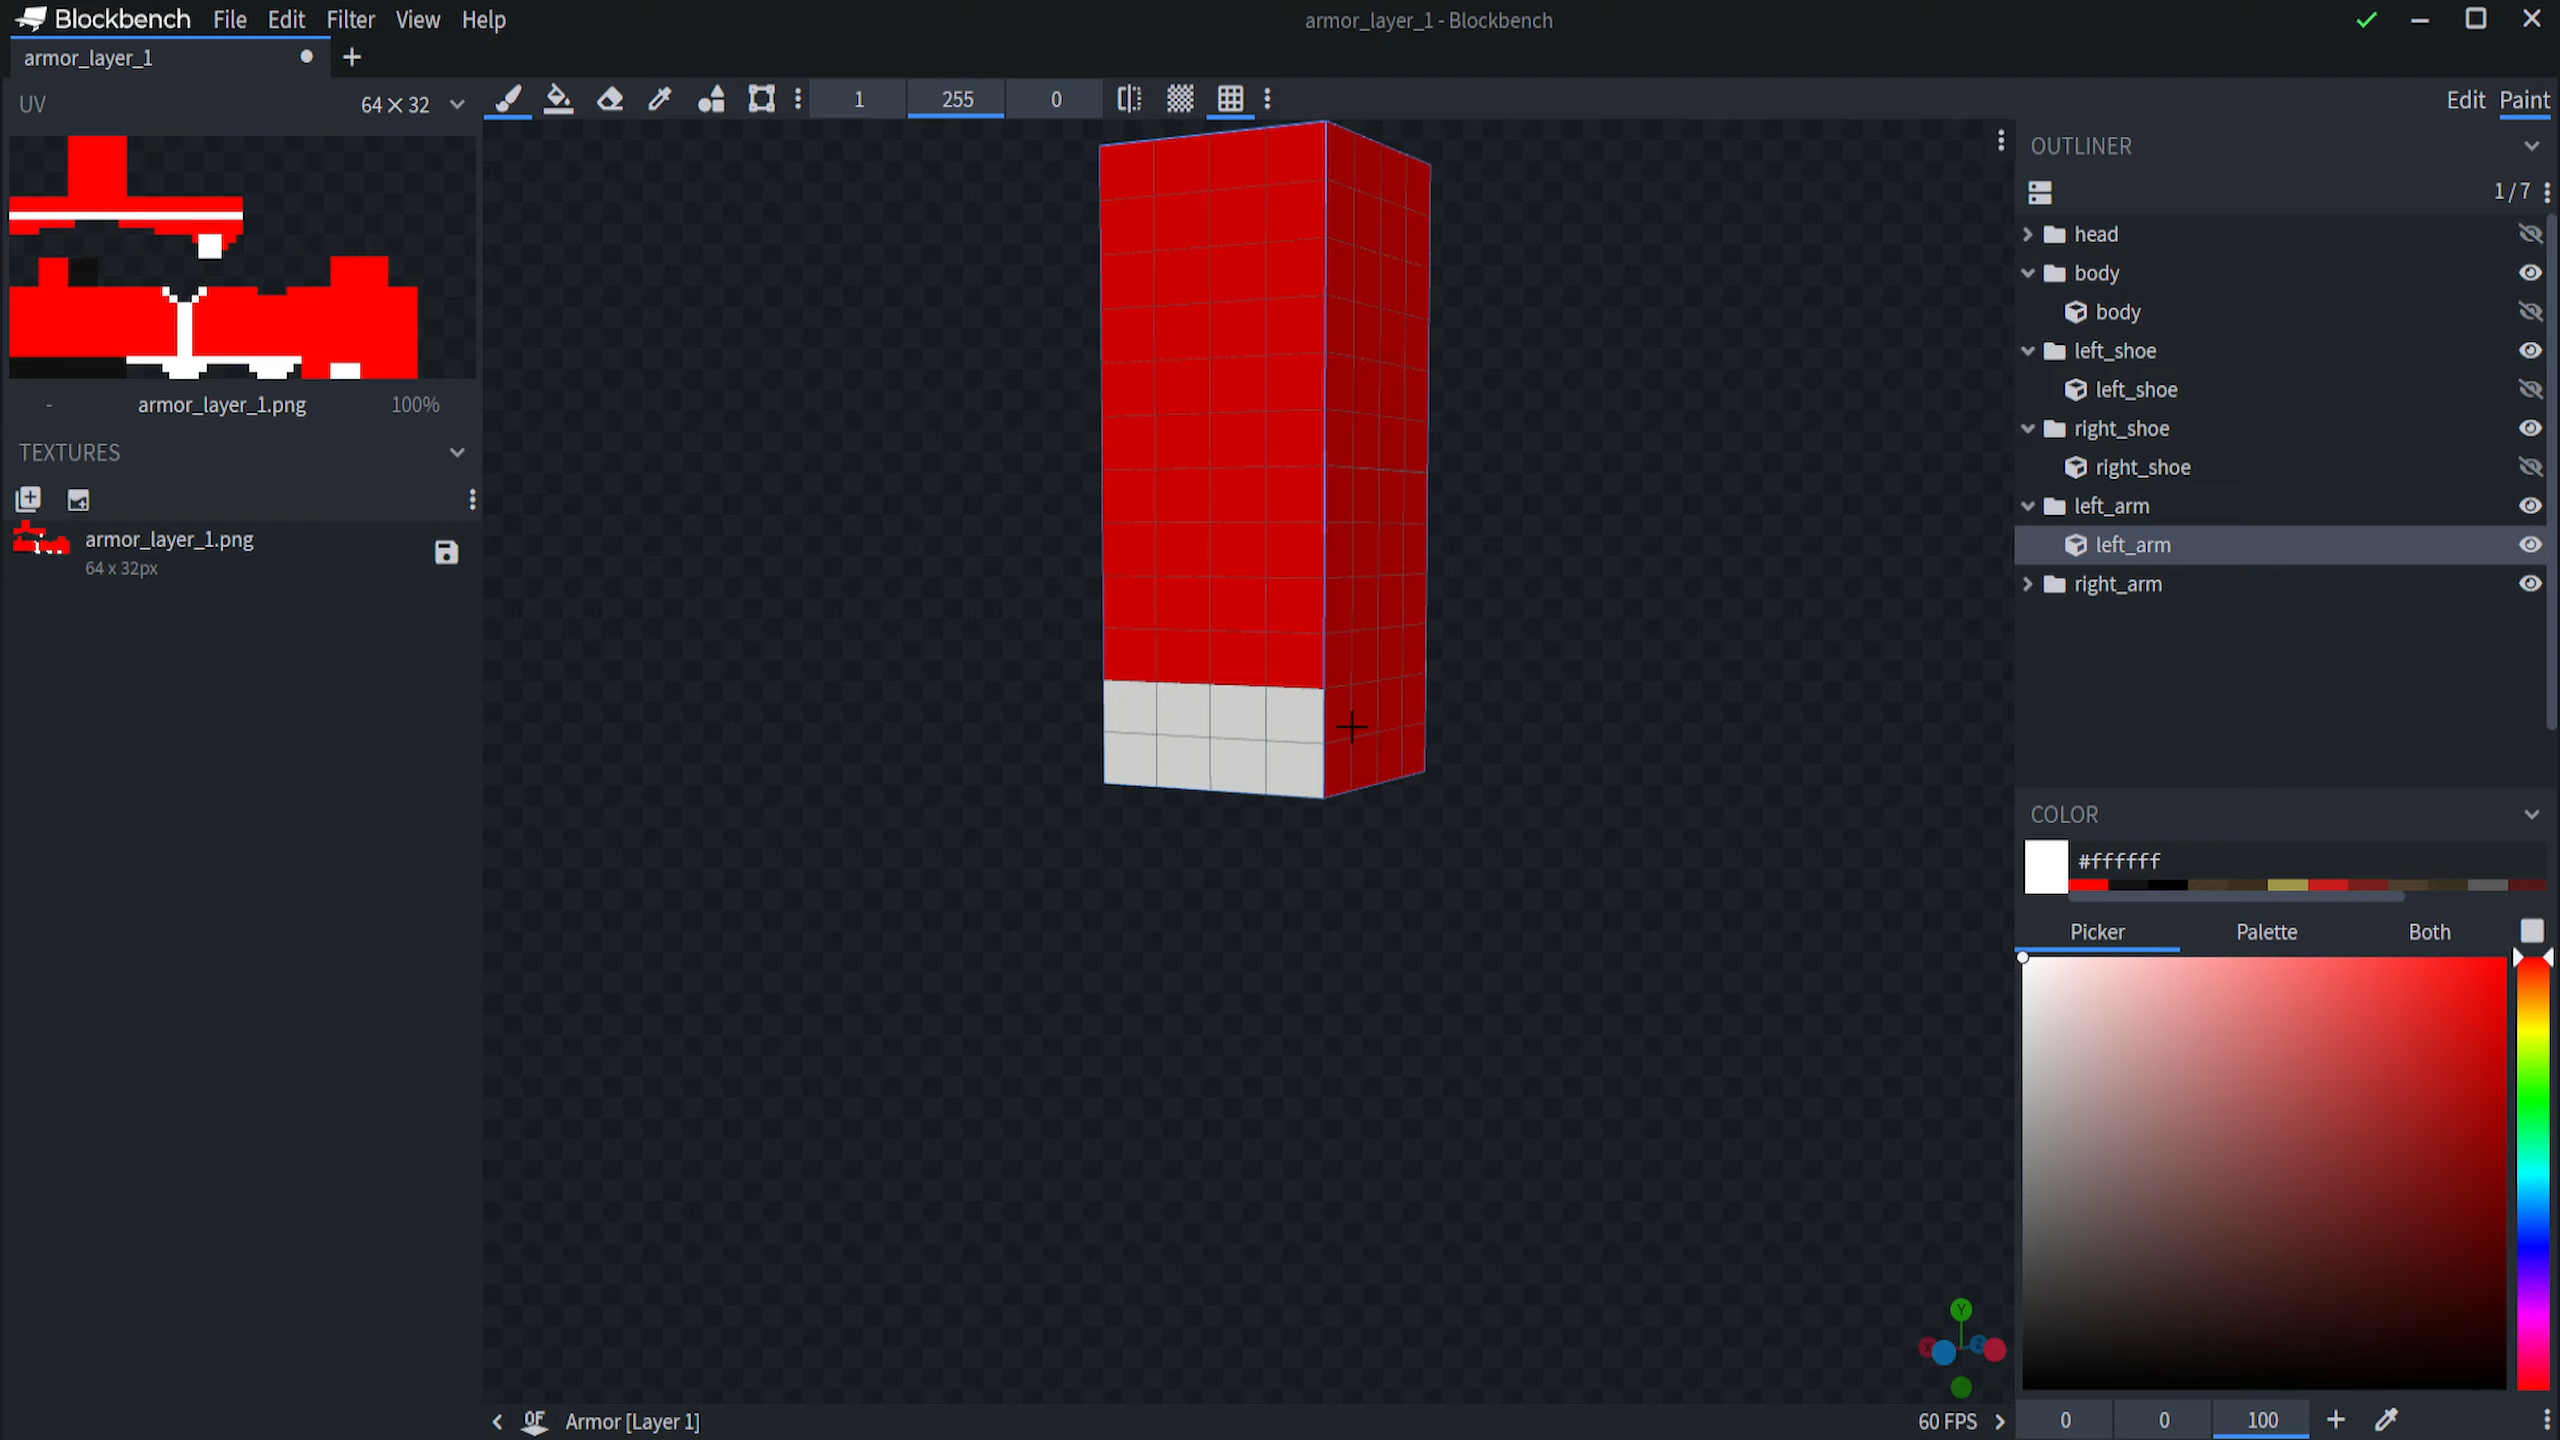 Blockbench File Edit Filter View Help
armor_layer_1 - Blockbench
armor_layer_1
UV 64 × 32
1 255 0
Edit Paint
armor_layer_1.png
100%
TEXTURES
armor_layer_1.png
64 x 32px
OUTLINER
1 / 7
head
body
body
left_shoe
left_shoe
right_shoe
right_shoe
left_arm
left_arm
right_arm
COLOR
#ffffff
Picker Palette Both
Y
X
Z
0 0 100
OF Armor [Layer 1]
60 FPS